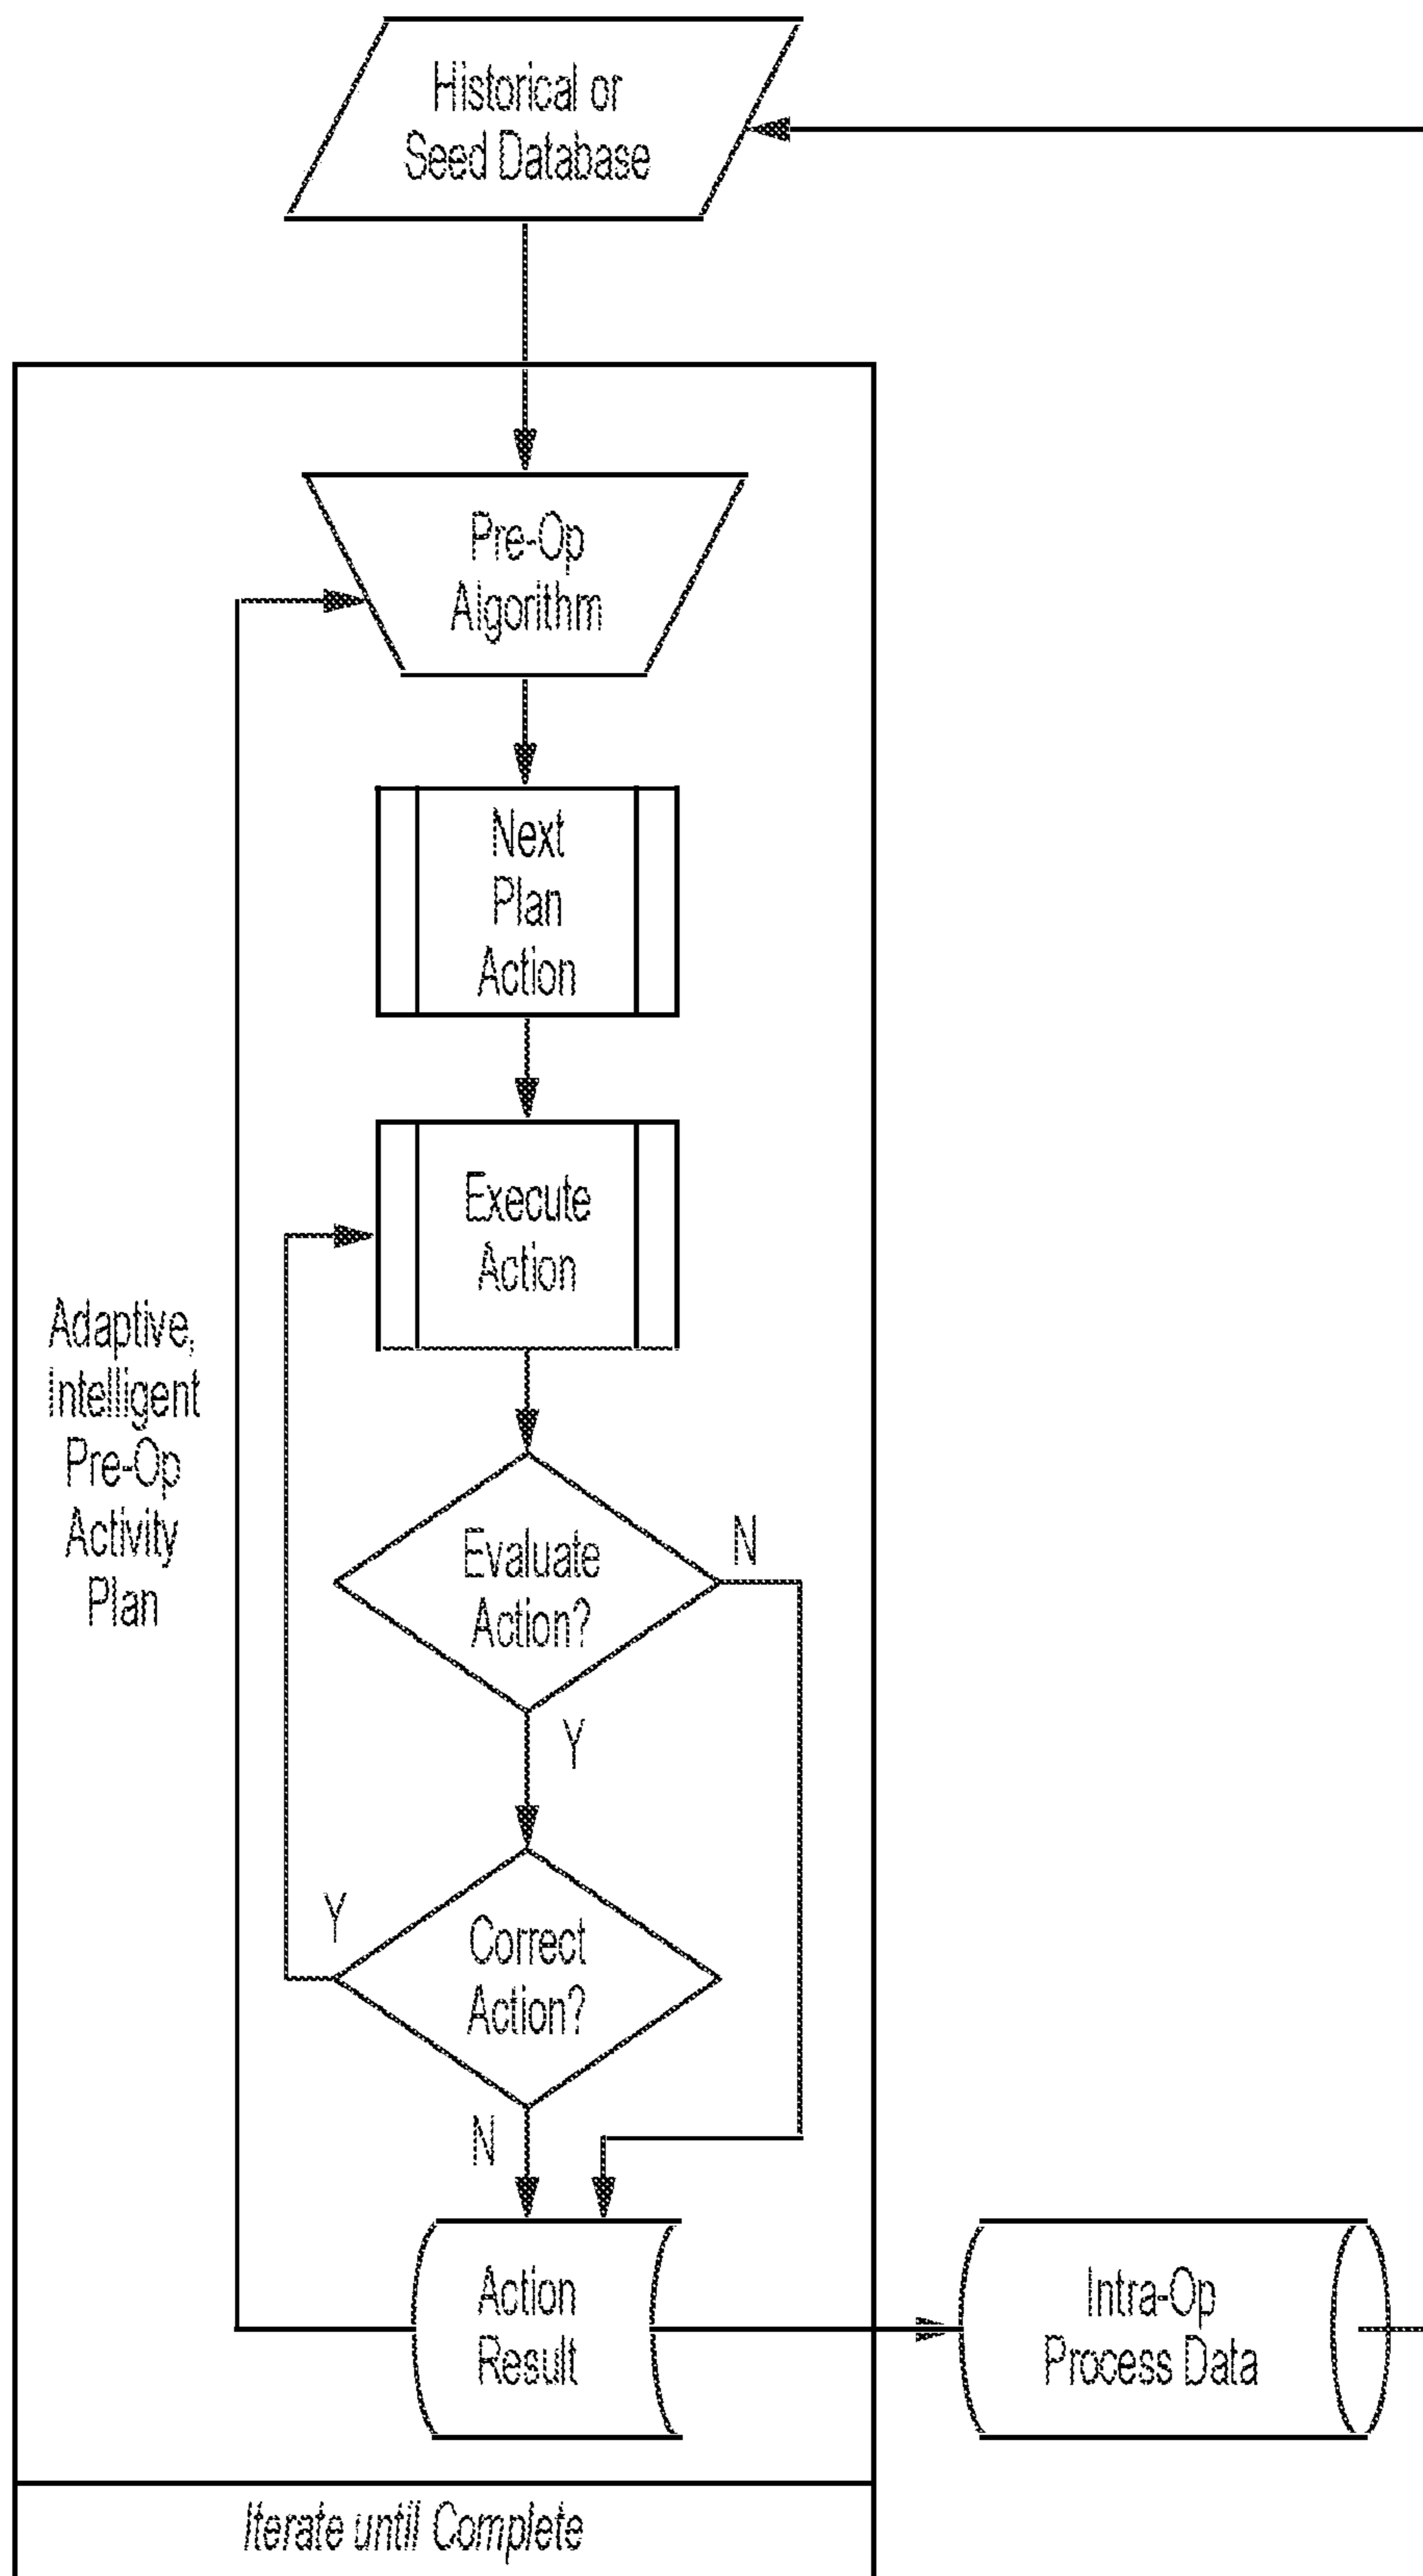 Historical or
Seed Database
Pre-Op
Algorithm
Next
Plan
Action
Execute
Action
Adaptive,
Intelligent
Pre-Op
Activity
Plan
Evaluate
Action?
N
Y
Y
Correct
Action?
N
Action
Result
Intra-Op
Process Data
Iterate until Complete